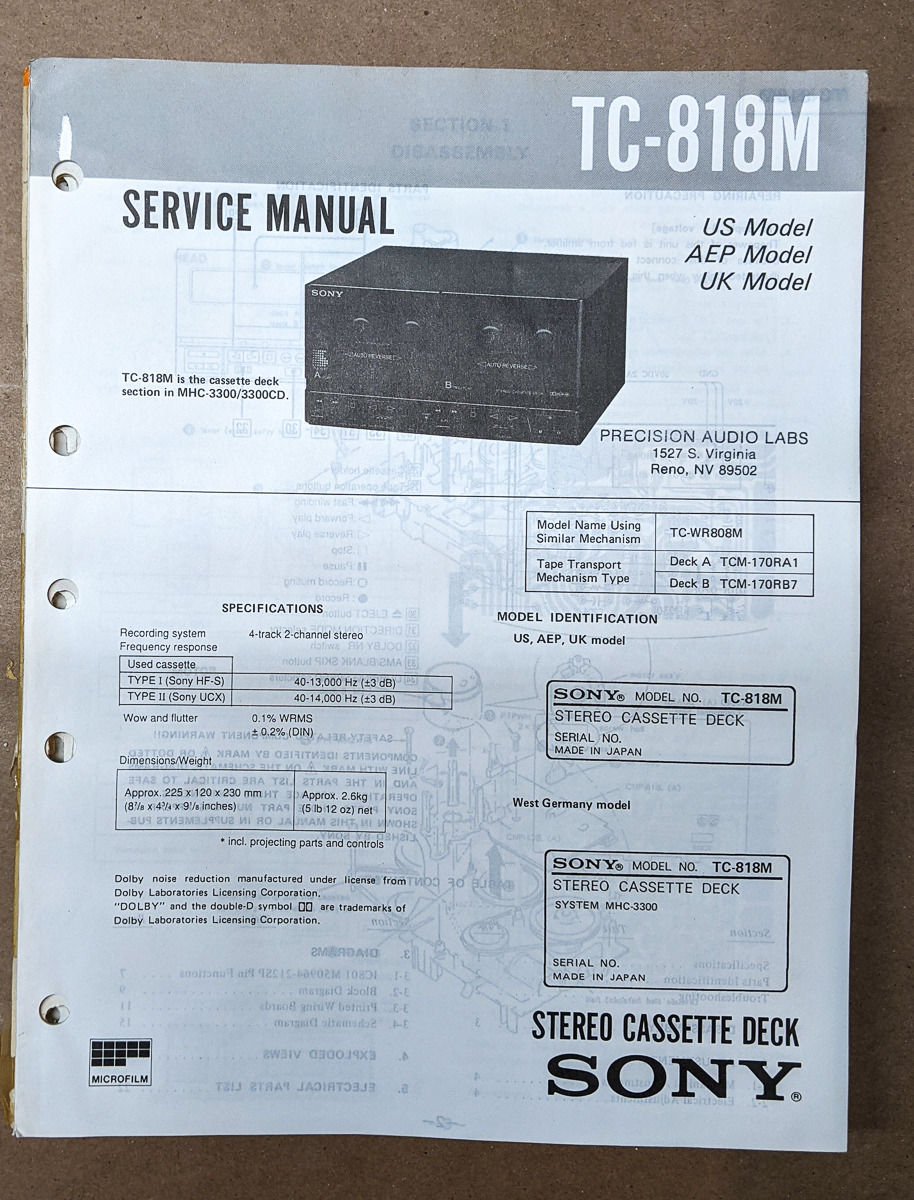 TC-818M
SERVICE MANUAL
US Model
AEP Model
UK Model
SONY
AUTO REVERSE
AUTO REVERSE
A
B
TC-818M is the cassette deck
section in MHC-3300/3300CD.
PRECISION AUDIO LABS
1527 S. Virginia
Reno, NV 89502
Model Name Using Similar Mechanism TC-WR808M
Tape Transport Mechanism Type Deck A TCM-170RA1
Deck B TCM-170RB7
SPECIFICATIONS
Recording system 4-track 2-channel stereo
Frequency response
Used cassette
TYPE I (Sony HF-S) 40-13,000 Hz (±3 dB)
TYPE II (Sony UCX) 40-14,000 Hz (±3 dB)
Wow and flutter 0.1% WRMS
± 0.2% (DIN)
Dimensions/Weight
Approx. 225 x 120 x 230 mm Approx. 2.6kg
(8 7/8 x 4 3/4 x 9 1/8 inches) (5 lb 12 oz) net
* incl. projecting parts and controls
Dolby noise reduction manufactured under license from
Dolby Laboratories Licensing Corporation.
"DOLBY" and the double-D symbol are trademarks of
Dolby Laboratories Licensing Corporation.
MICROFILM
MODEL IDENTIFICATION
US, AEP, UK model
SONY® MODEL NO. TC-818M
STEREO CASSETTE DECK
SERIAL NO.
MADE IN JAPAN
West Germany model
SONY® MODEL NO. TC-818M
STEREO CASSETTE DECK
SYSTEM MHC-3300
SERIAL NO.
MADE IN JAPAN
STEREO CASSETTE DECK
SONY®